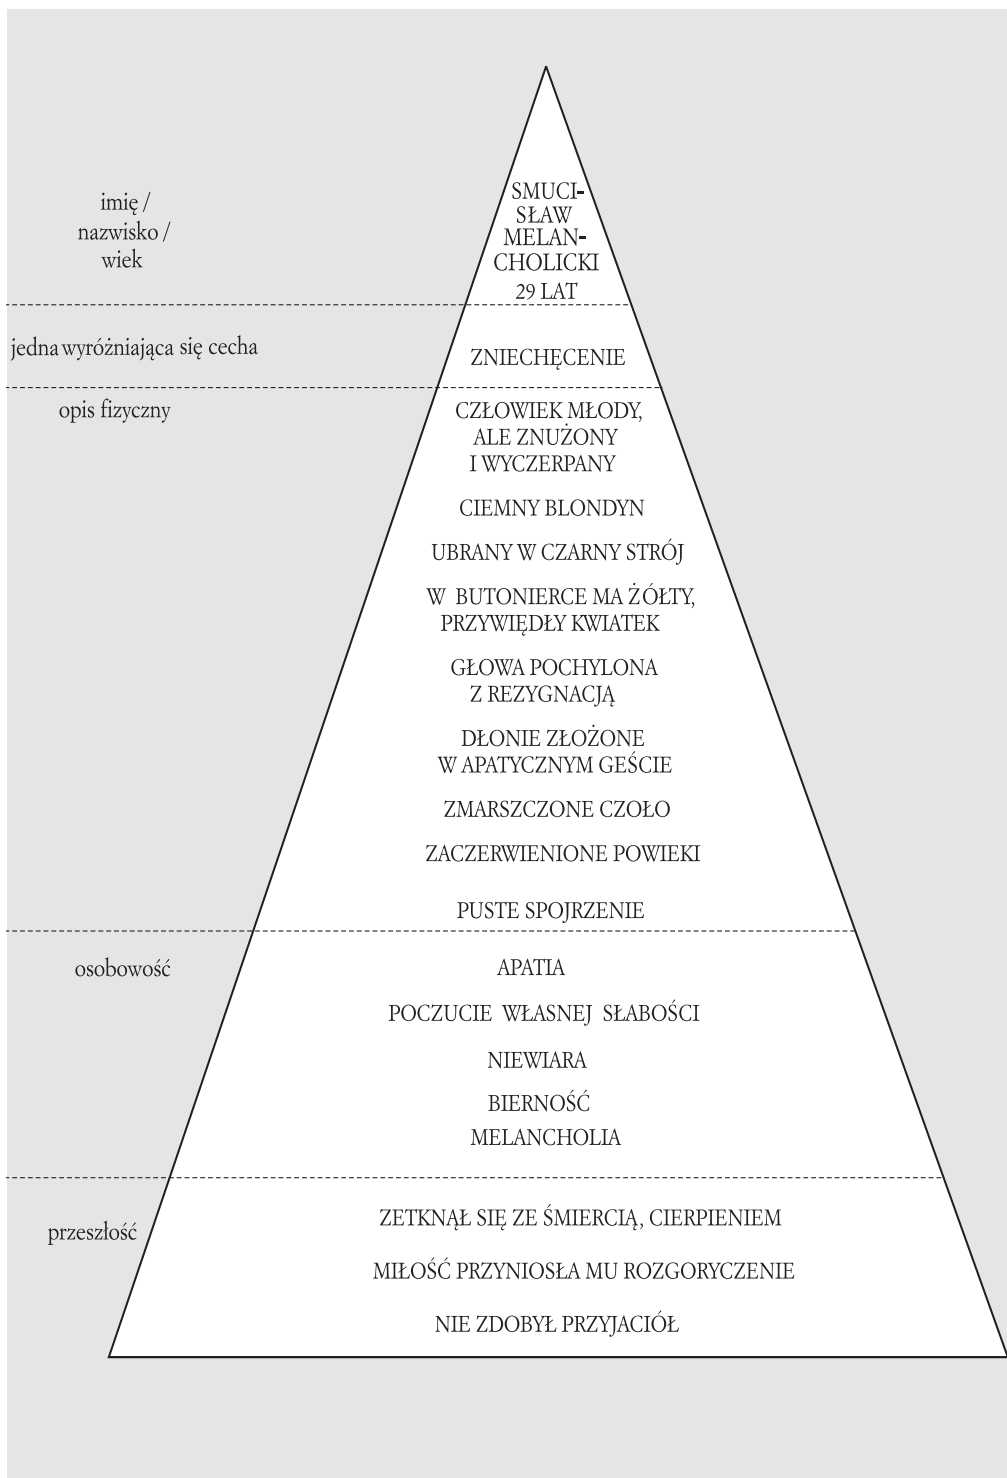 imię /
nazwisko /
wiek
SMUCI-
SŁAW
MELAN-
CHOLICKI
29 LAT
jedna wyróżniająca się cecha
ZNIECHĘCENIE
opis fizyczny
CZŁOWIEK MŁODY,
ALE ZNUŻONY
I WYCZERPANY
CIEMNY BLONDYN
UBRANY W CZARNY STRÓJ
W BUTONIERCE MA ŻÓŁTY,
PRZYWIĘDŁY KWIATEK
GŁOWA POCHYLONA
Z REZYGNACJĄ
DŁONIE ZŁOŻONE
W APATYCZNYM GEŚCIE
ZMARSZCZONE CZOŁO
ZACZERWIENIONE POWIEKI
PUSTE SPOJRZENIE
osobowość
APATIA
POCZUCIE WŁASNEJ SŁABOŚCI
NIEWIARA
BIERNOŚĆ
MELANCHOLIA
przeszłość
ZETKNĄŁ SIĘ ZE ŚMIERCIĄ, CIERPIENIEM
MIŁOŚĆ PRZYNIOSŁA MU ROZGORYCZENIE
NIE ZDOBYŁ PRZYJACIÓŁ